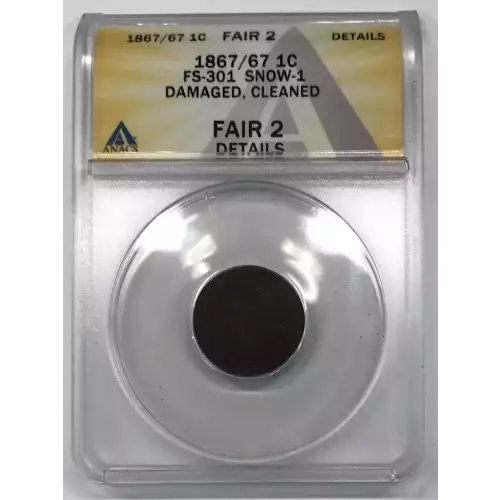 1867/67 1C FAIR 2 DETAILS
1867/67 1C
FS-301 SNOW-1
DAMAGED, CLEANED
FAIR 2
DETAILS
ANACS